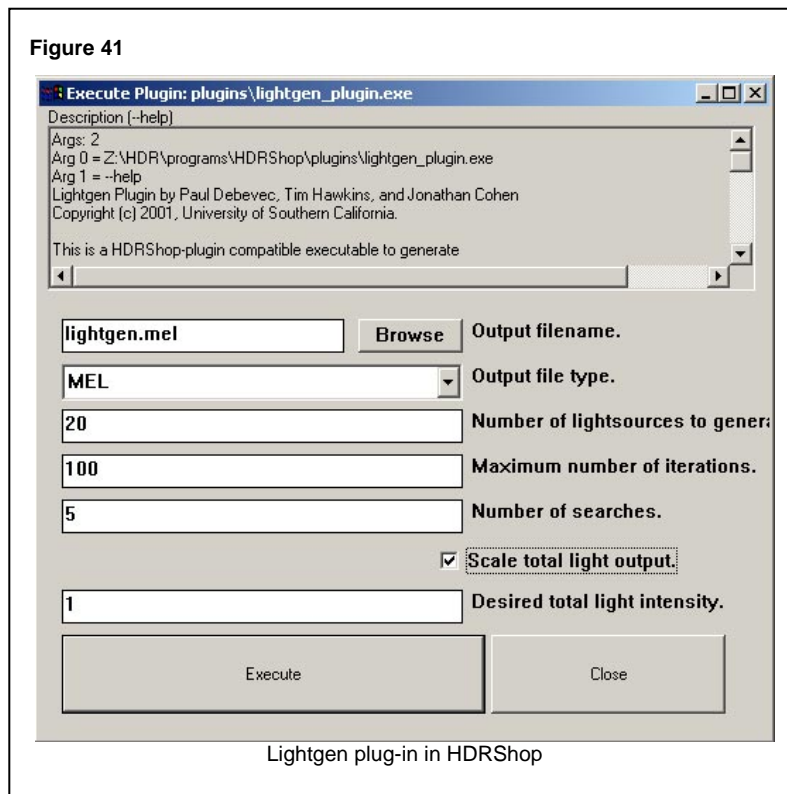 Figure 41
Execute Plugin: plugins\lightgen_plugin.exe
Description (--help)
Args: 2
Arg 0 = Z:\HDR\programs\HDRShop\plugins\lightgen_plugin.exe
Arg 1 = --help
Lightgen Plugin by Paul Debevec, Tim Hawkins, and Jonathan Cohen
Copyright (c) 2001, University of Southern California.
This is a HDRShop-plugin compatible executable to generate
lightgen.mel Browse Output filename.
MEL Output file type.
20 Number of lightsources to genera
100 Maximum number of iterations.
5 Number of searches.
Scale total light output.
1 Desired total light intensity.
Execute Close
Lightgen plug-in in HDRShop